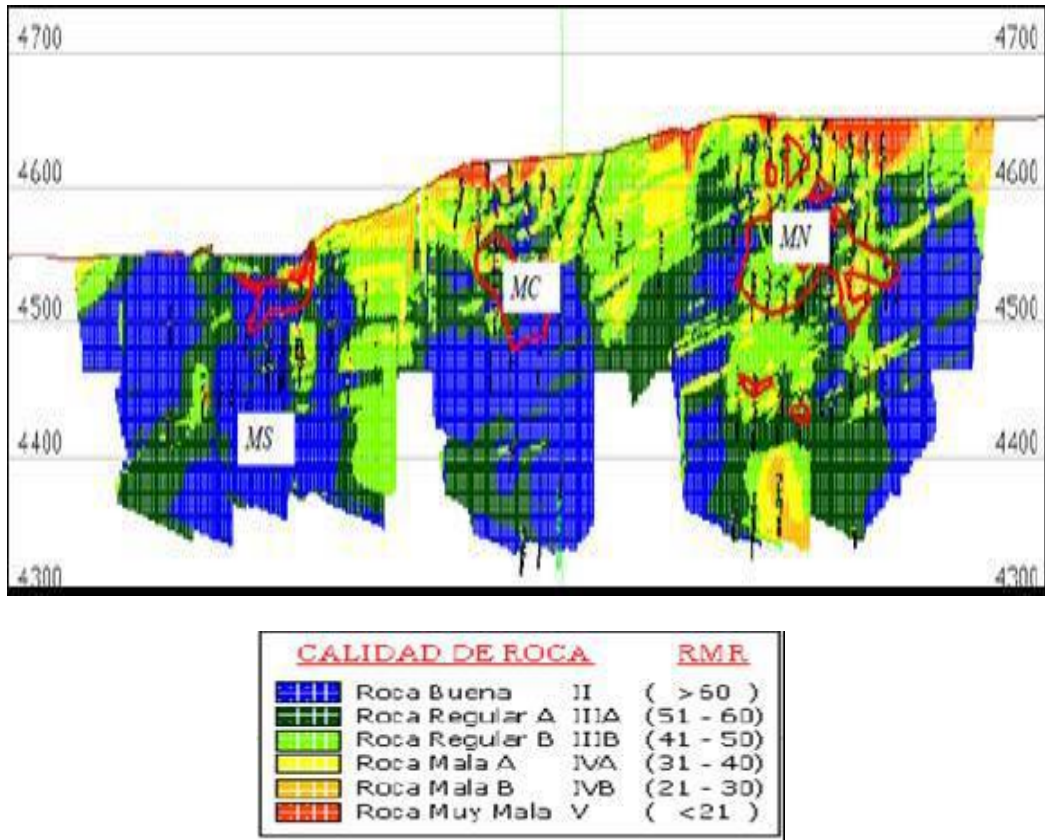 4700 4700
4600 4600
MN
MC
4500 4500
MS
4400 4400
4300 4300
CALIDAD DE ROCA RMR
Roca Buena II ( >60 )
Roca Regular A IIIA (51 - 60)
Roca Regular B IIIB (41 - 50)
Roca Mala A IVA (31 - 40)
Roca Mala B IVB (21 - 30)
Roca Muy Mala V ( <21 )